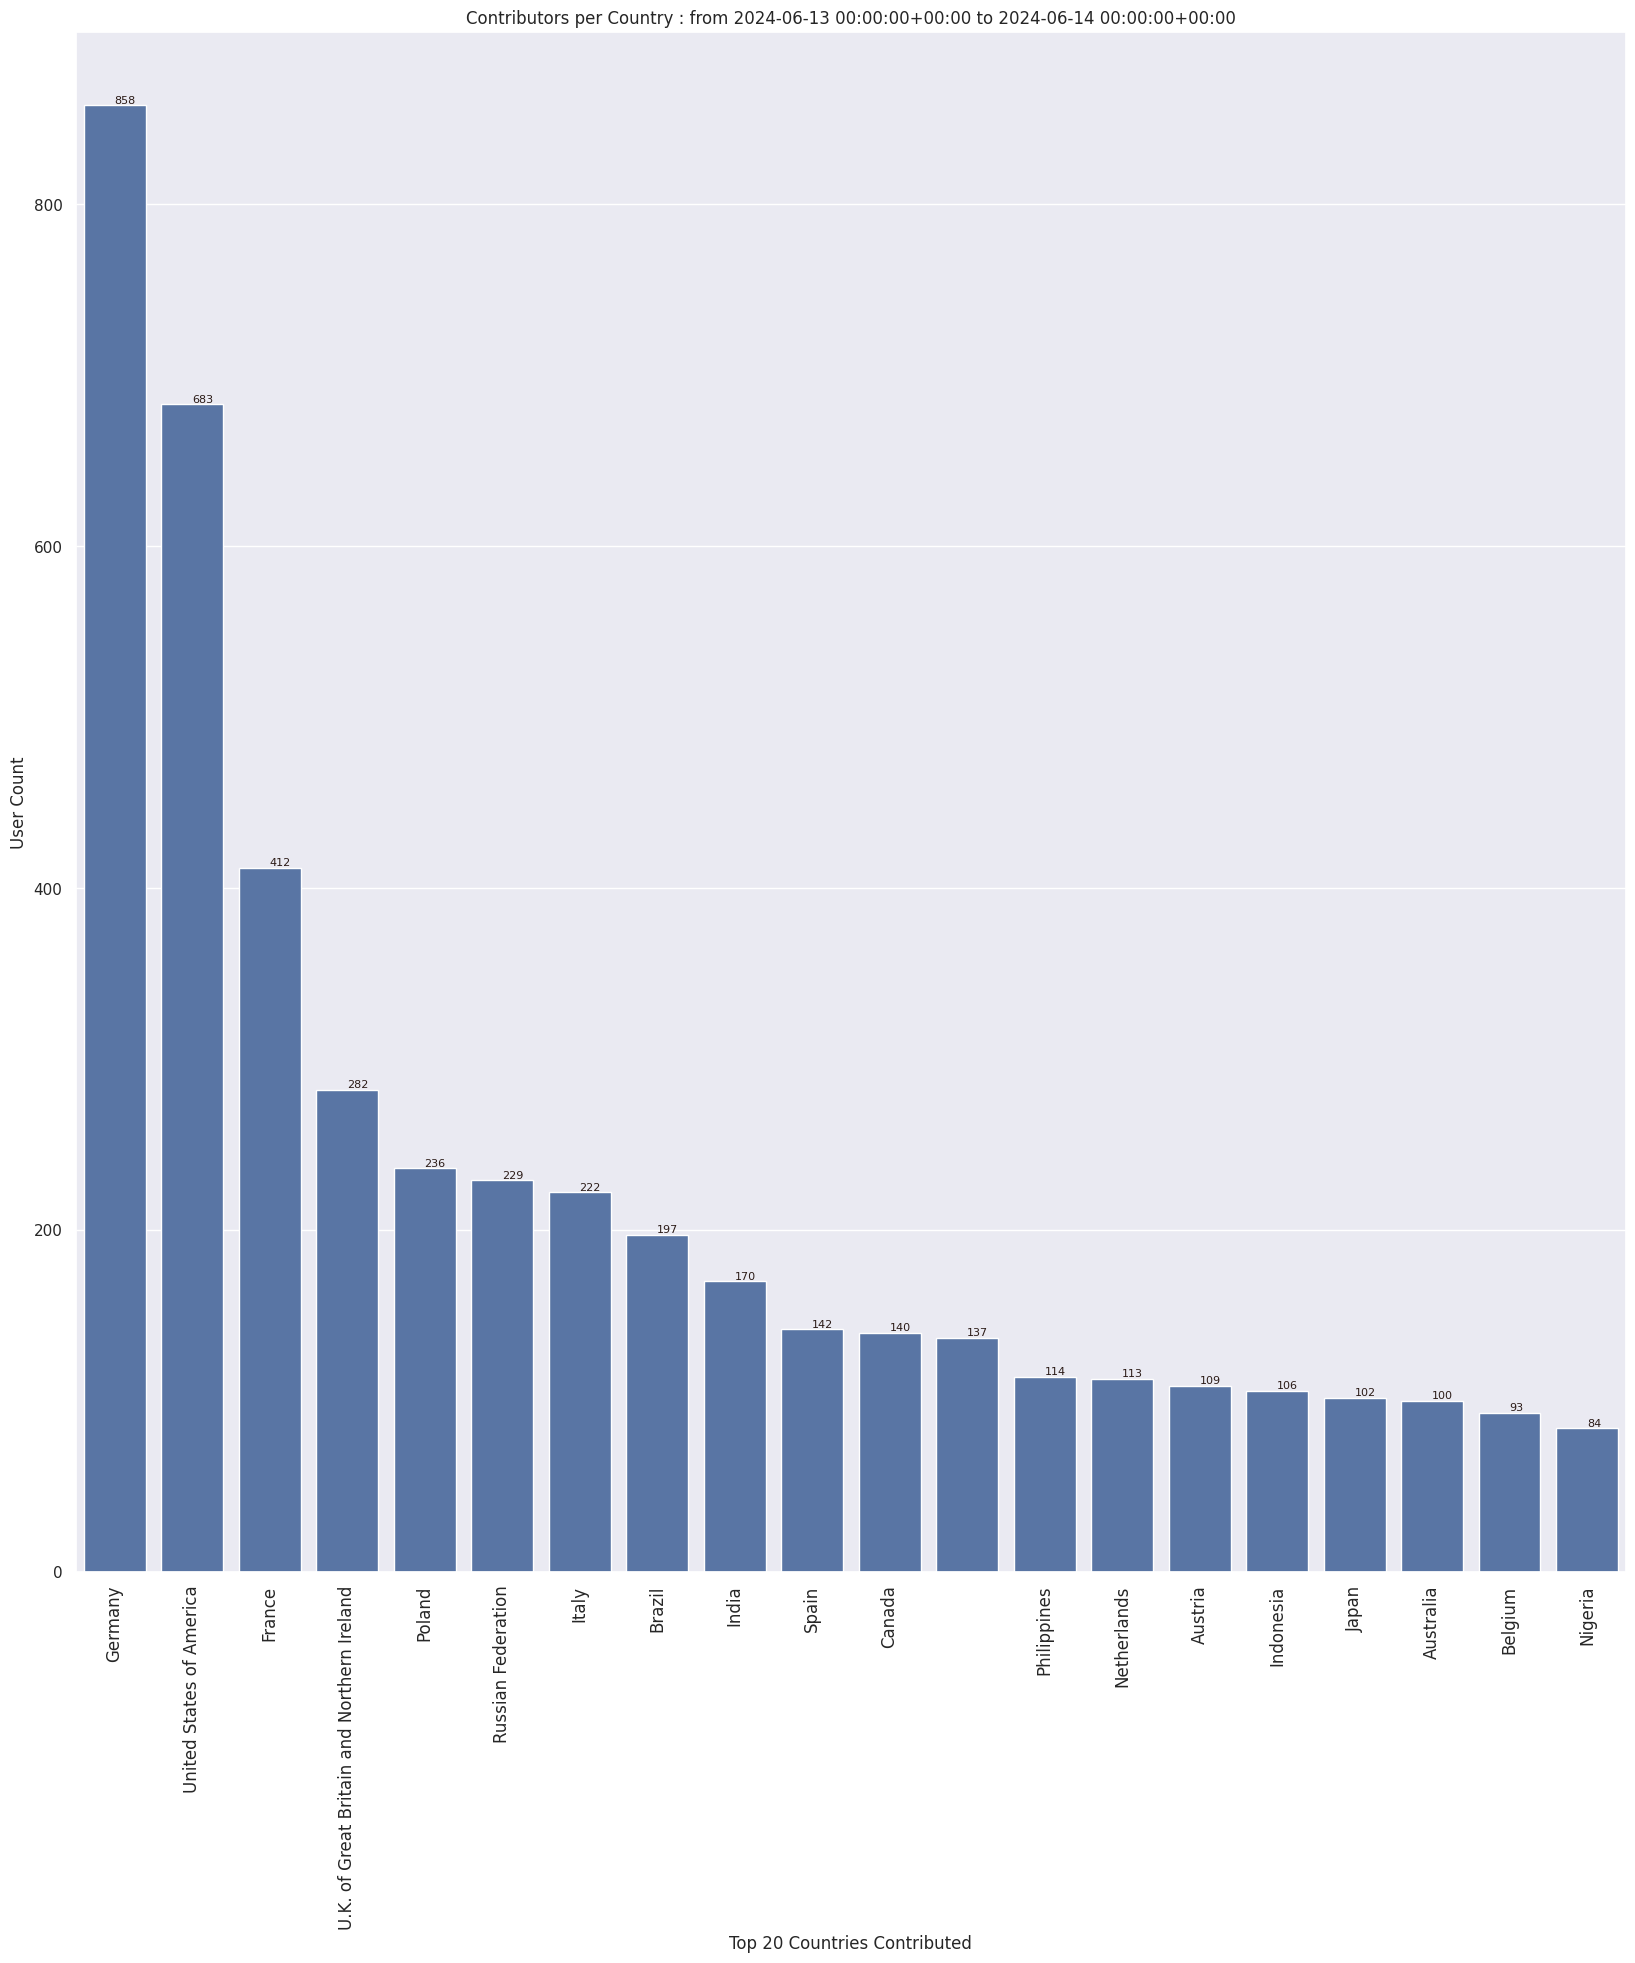 Contributors per Country : from 2024-06-13 00:00:00+00:00 to 2024-06-14 00:00:00+00:00
User Count
800
600
400
200
0
858
683
412
282
236
229
222
197
170
142
140
137
114
113
109
106
102
100
93
84
Germany
United States of America
France
U.K. of Great Britain and Northern Ireland
Poland
Russian Federation
Italy
Brazil
India
Spain
Canada
Philippines
Netherlands
Austria
Indonesia
Japan
Australia
Belgium
Nigeria
Top 20 Countries Contributed